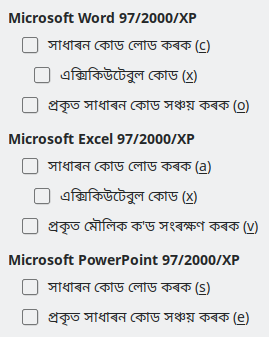 Microsoft Word 97/2000/XP
সাধাৰন কোড লোড কৰক (c)
এক্সিকিউটেবুল কোড (x)
প্ৰকৃত সাধাৰন কোড সঞ্চয় কৰক (o)
Microsoft Excel 97/2000/XP
সাধাৰন কোড লোড কৰক (a)
এক্সিকিউটেবুল কোড (x)
প্ৰকৃত মৌলিক ক'ড সংৰক্ষণ কৰক (v)
Microsoft PowerPoint 97/2000/XP
সাধাৰন কোড লোড কৰক (s)
প্ৰকৃত সাধাৰন কোড সঞ্চয় কৰক (e)